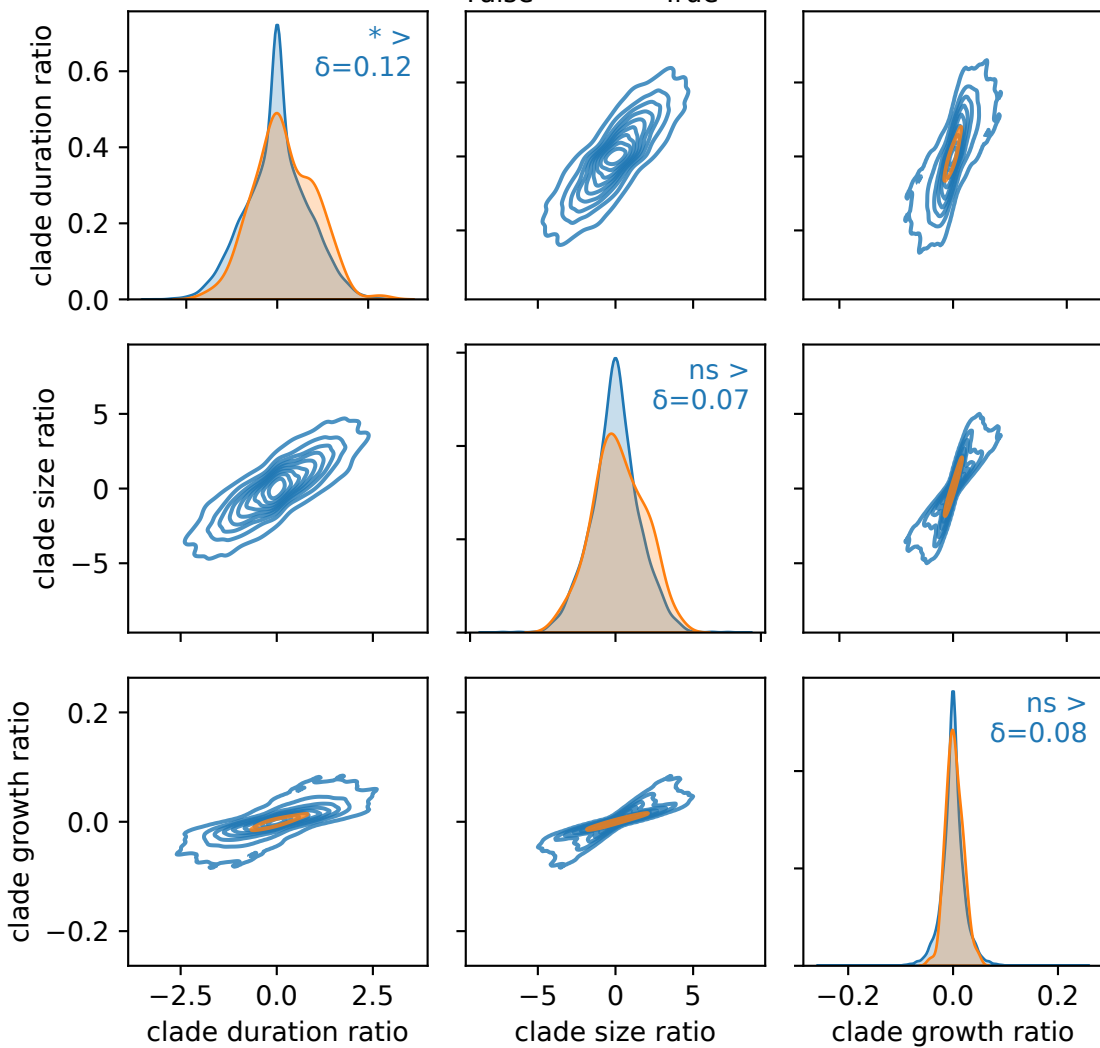 True
clade duration ratio
0.6
0.4
0.2
0.0
* >
δ=0.12
clade size ratio
5
0
−5
ns >
δ=0.07
clade growth ratio
0.2
0.0
−0.2
ns >
δ=0.08
−2.5 0.0 2.5
−5 0 5
−0.2 0.0 0.2
clade duration ratio
clade size ratio
clade growth ratio